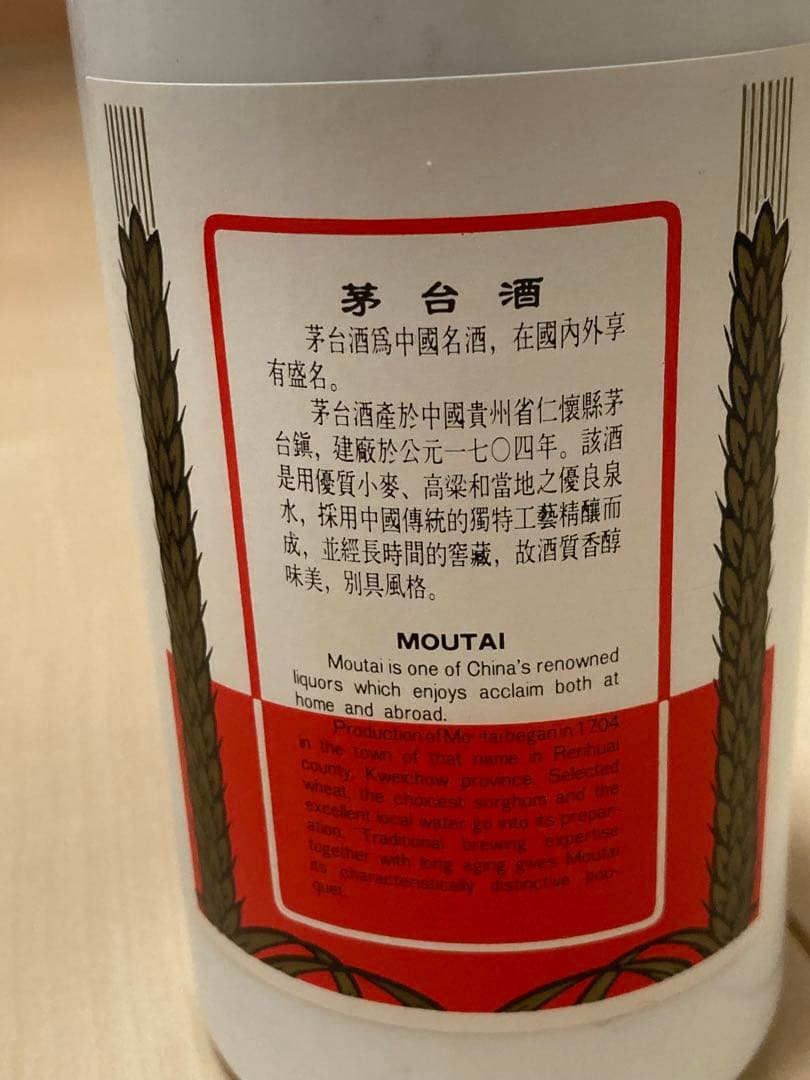 茅台酒
茅台酒爲中國名酒，在國內外享
有盛名。
茅台酒產於中國貴州省仁懷縣茅
台鎭，建廠於公元一七〇四年。該酒
是用優質小麥、高粱和當地之優良泉
水，採用中國傳統的獨特工藝精釀而
成，並經長時間的窖藏，故酒質香醇
味美，別具風格。
MOUTAI
Moutai is one of China's renowned
liquors which enjoys acclaim both at
home and abroad.
Production of Mo-tai began in 1704
in the town of that name in Renhuai
county, Kweichow province. Selected
wheat, the choicest sorghum and the
excellent local water go into its prepar-
ation. Traditional brewing expertise
together with long aging gives Moutai
its characteristically distinctive bou-
quet.